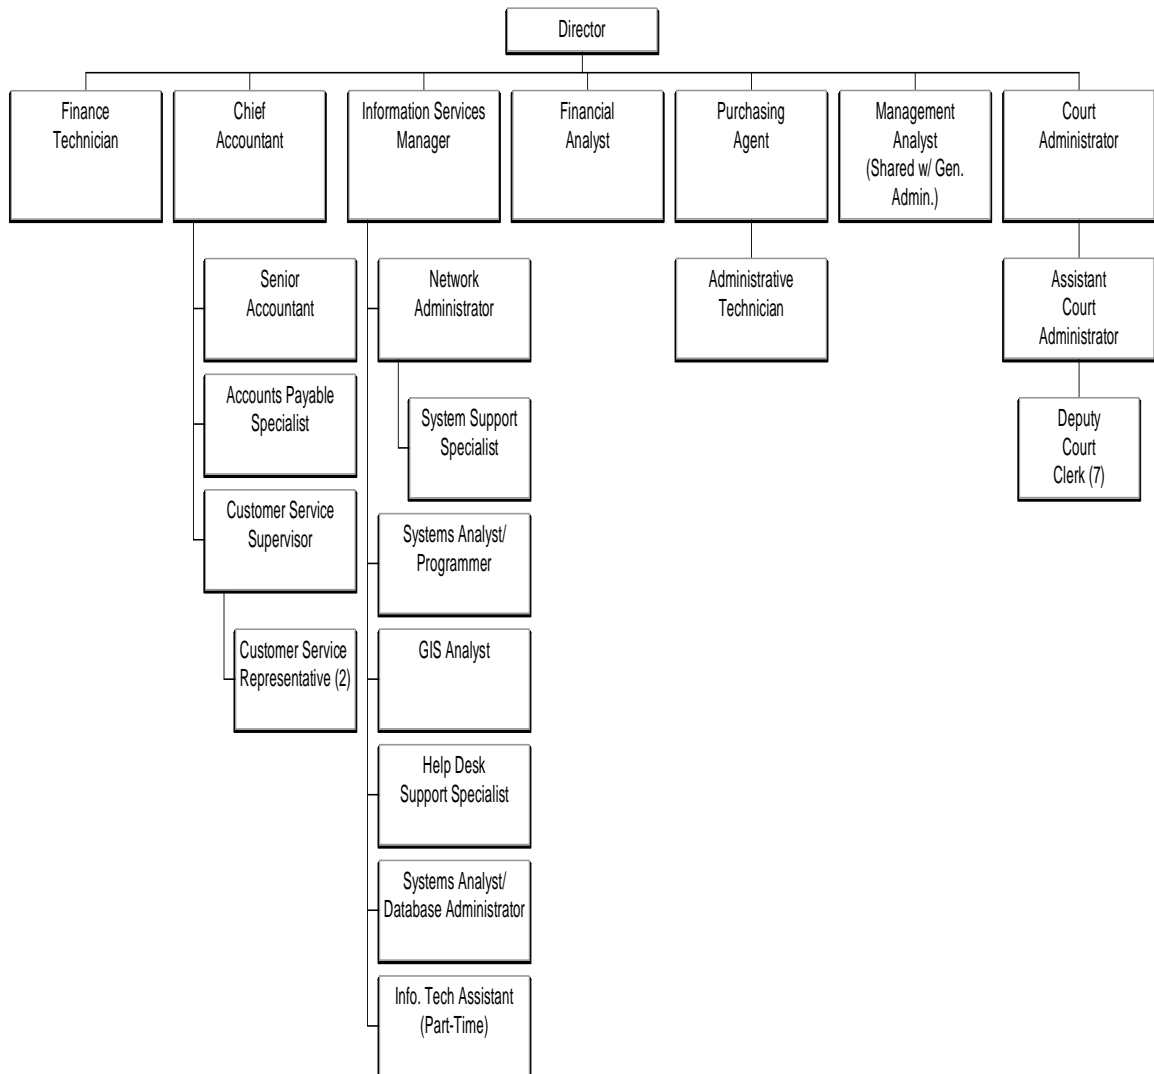 Director
Finance
Technician
Chief
Accountant
Information Services
Manager
Financial
Analyst
Purchasing
Agent
Management
Analyst
(Shared w/ Gen.
Admin.)
Court
Administrator
Senior
Accountant
Accounts Payable
Specialist
Customer Service
Supervisor
Customer Service
Representative (2)
Network
Administrator
System Support
Specialist
Systems Analyst/
Programmer
GIS Analyst
Help Desk
Support Specialist
Systems Analyst/
Database Administrator
Info. Tech Assistant
(Part-Time)
Administrative
Technician
Assistant
Court
Administrator
Deputy
Court
Clerk (7)